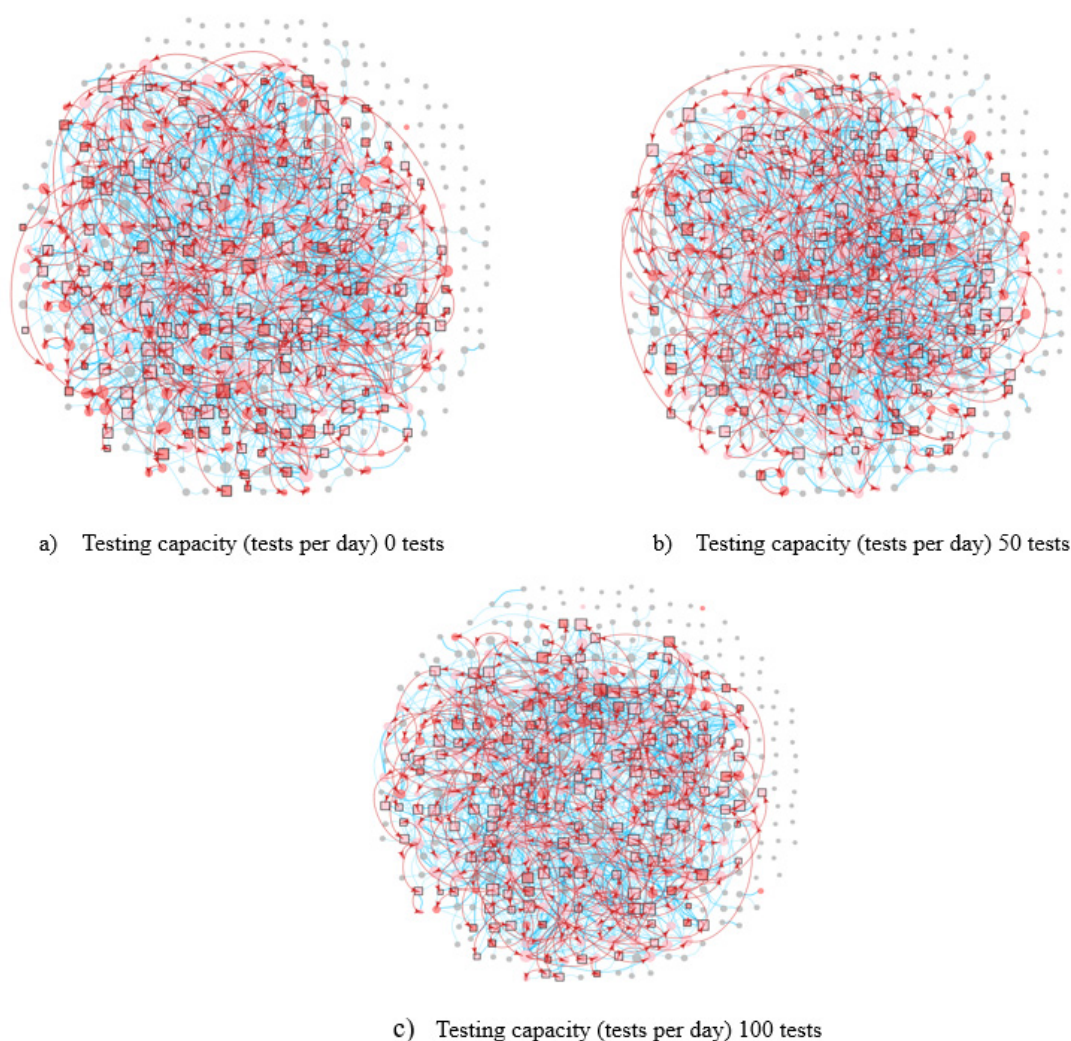 a) Testing capacity (tests per day) 0 tests
b) Testing capacity (tests per day) 50 tests
c) Testing capacity (tests per day) 100 tests